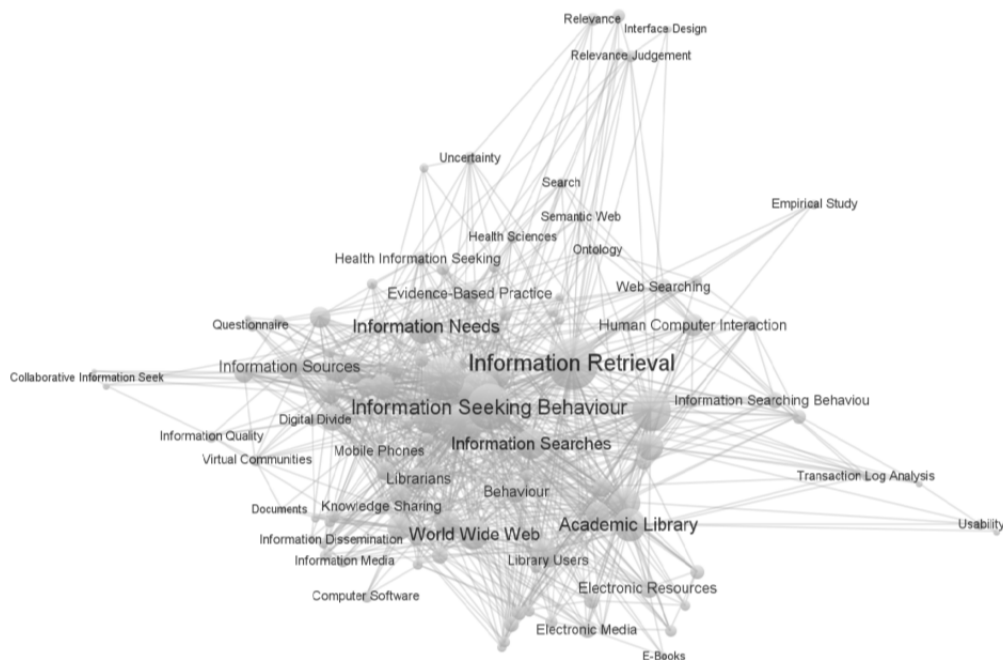 Relevance
Interface Design
Relevance Judgement
Uncertainty
Search
Empirical Study
Semantic Web
Health Sciences
Ontology
Health Information Seeking
Web Searching
Evidence-Based Practice
Questionnaire
Information Needs
Human Computer Interaction
Information Sources
Information Retrieval
Collaborative Information Seek
Information Seeking Behaviour
Information Searching Behaviou
Digital Divide
Information Quality
Information Searches
Mobile Phones
Virtual Communities
Librarians
Transaction Log Analysis
Behaviour
Documents
Knowledge Sharing
Academic Library
Usability
Information Dissemination
World Wide Web
Information Media
Library Users
Electronic Resources
Computer Software
Electronic Media
E-Books